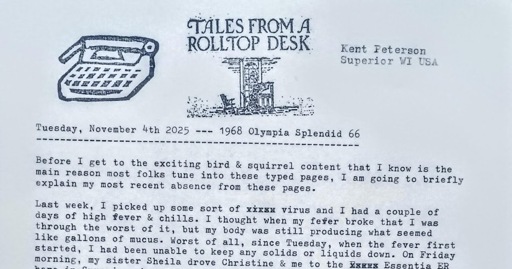 TALES FROM A
ROLLTOP DESK
Kent Peterson
Superior WI USA
Tuesday, November 4th 2025 --- 1968 Olympia Splendid 66
Before I get to the exciting bird & squirrel content that I know is the
main reason most folks tune into these typed pages, I am going to briefly
explain my most recent absence from these pages.
Last week, I picked up some sort of xixxx virus and I had a couple of
days of high fever & chills. I thought when my fever broke that I was
through the worst of it, but my body was still producing what seemed
like gallons of mucus. Worst of all, since Tuesday, when the fever first
started, I had been unable to keep any solids or liquids down. On Friday
morning, my sister Sheila drove Christine & me to the Essentia ER